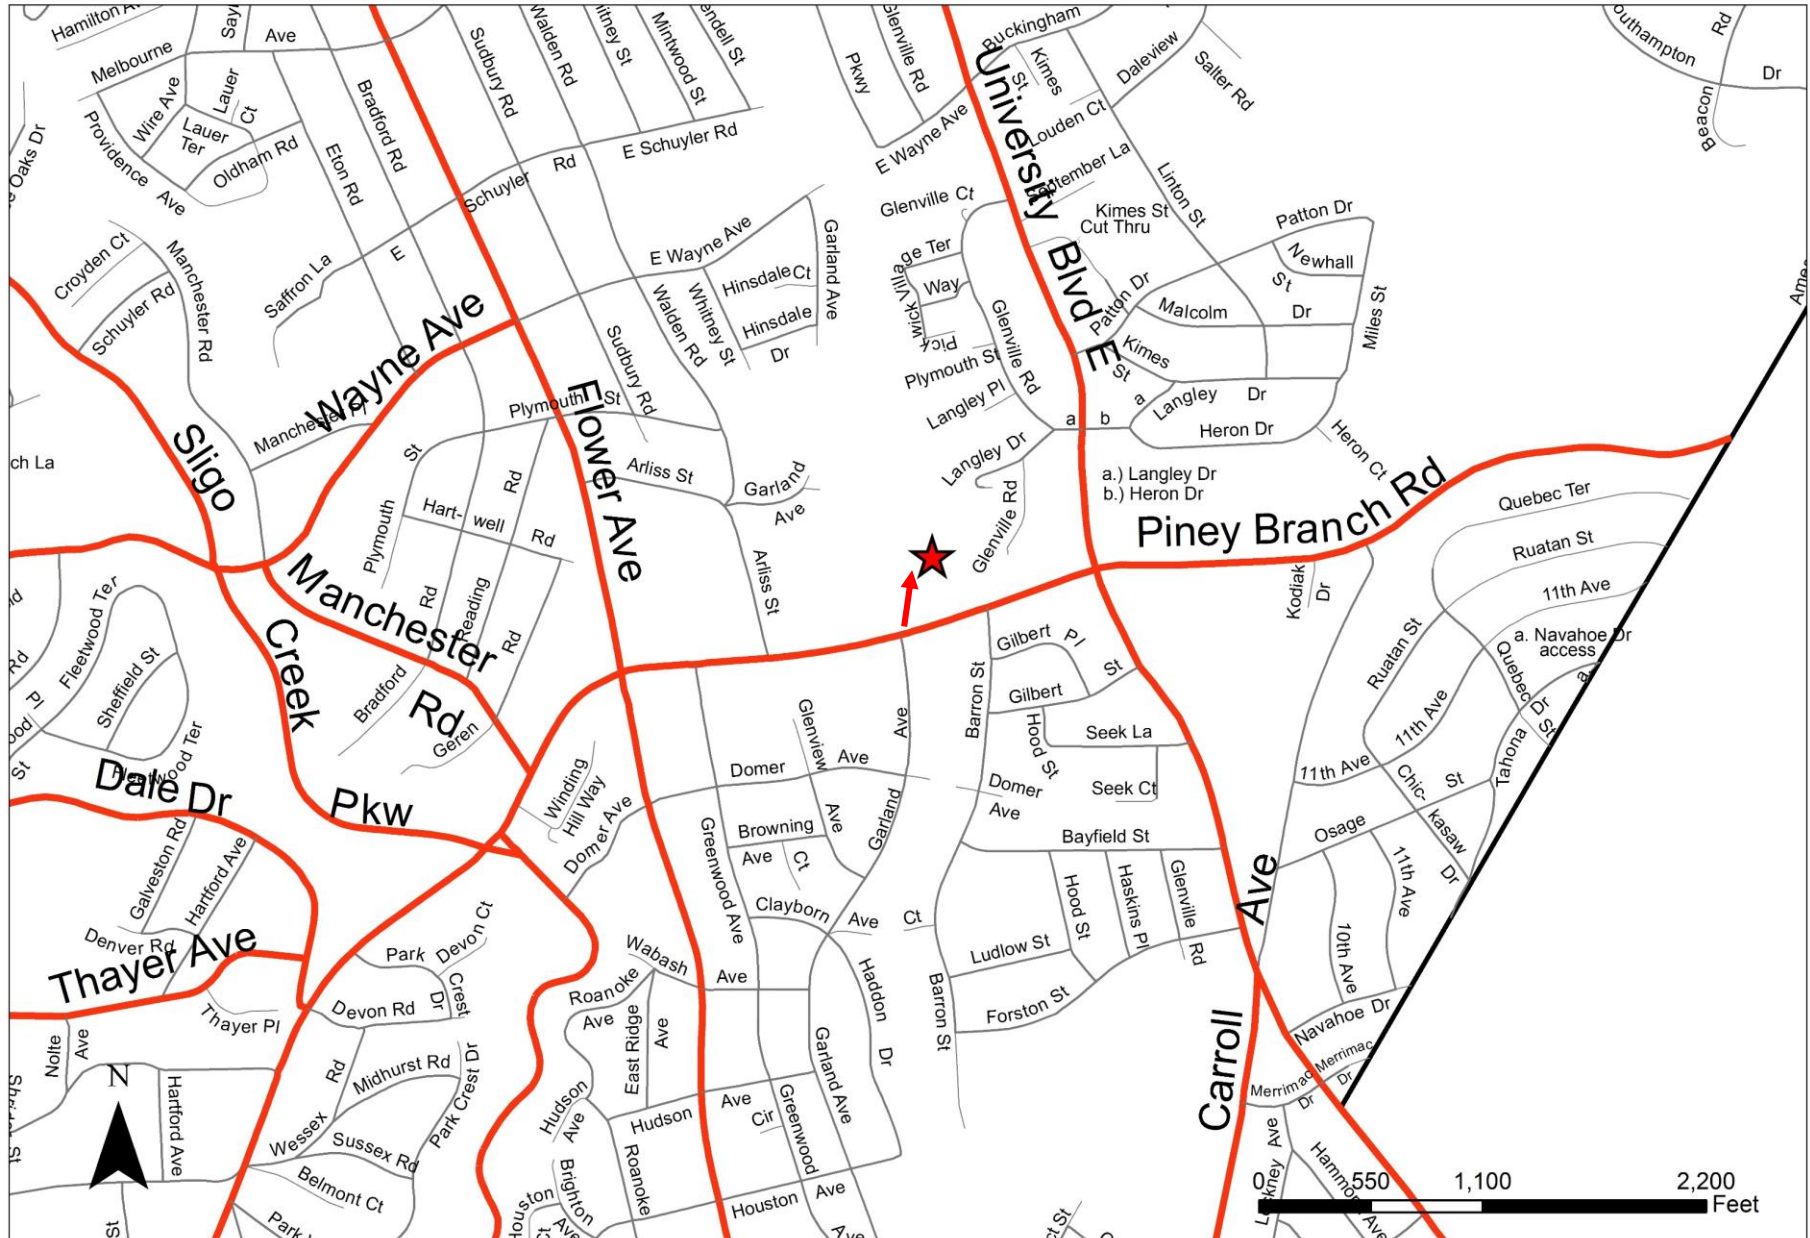 Sudbury Rd
Walden Rd
Mintwood St
Pkwy
Glenville Rd
Buckingham
Kimes
St
Daleview
Salter Rd
Rd
Dr
Beacon
Melbourne
Ave
Wire Ave
Lauer
Ct
Lauer
Ter
Oldham Rd
Providence
Ave
Eton Rd
Bradford Rd
Schuyler
Rd
E Schuyler Rd
E Wayne Ave
University
Blvd E
Louden Ct
Linton St
Glenville Ct
Kimes St
Cut Thru
Patton Dr
Newhall
St
Croyden Ct
Schuyler Rd
Manchester Rd
Saffron La
E
E Wayne Ave
Hinsdale Ct
Hinsdale
Dr
Garland Ave
Walden Rd
Whitney St
Sudbury Rd
Way
Glenville Rd
Plymouth St
Langley Pl
Langley Dr
Patton Dr
Malcolm
Dr
Miles St
Kimes
St
a
Langley
Dr
a
b
Heron Dr
Heron Ct
a.) Langley Dr
b.) Heron Dr
Wayne Ave
Manchester Pl
Sligo
Creek
Pkw
Flower Ave
Plymouth
St
Arliss St
Garland
Ave
Arliss St
Plymouth
St
Hart-
well
Rd
Rd
Rd
Reading
Rd
Bradford
Manchester
Rd
Geren
Glenville Rd
Piney Branch Rd
Quebec Ter
Ruatan St
11th Ave
a. Navahoe Dr
access
a
Kodiak
Dr
Ruatan St
Quebec
St
11th Ave
Tahona
Dr
11th Ave
Chic-
kasaw
Dr
Osage
St
11th Ave
10th Ave
ch La
Rd
Pl
St
Fleetwood Ter
Sheffield St
Fleetwood Ter
Dale Dr
Galveston Rd
Hartford Ave
Denver Rd
Thayer Ave
Thayer Pl
Nolte
Ave
Hartford Ave
N
Winding
Hill Way
Domer Ave
Domer
Ave
Glenview
Ave
Garland
Ave
Browning
Ave
Ct
Greenwood Ave
Clayborn
Ave
Ct
Barron St
Gilbert
Pl
Gilbert
St
Hood St
Seek La
Seek Ct
Domer
Ave
Bayfield St
Hood St
Haskins Pl
Glenville
Rd
Ludlow St
Forston St
Barron St
Haddon
Dr
Park
Devon Ct
Crest
Dr
Devon Rd
Rd
Midhurst Rd
Park Crest Dr
Wessex
Sussex Rd
Belmont Ct
Wabash
Ave
Roanoke
Ave
East Ridge
Ave
Hudson
Ave
Hudson
Ave
Cir
Greenwood
Garland Ave
Roanoke
Brighton
Ave
Houston
Houston
Ave
Carroll
Ave
Navahoe Dr
Merrimac
Dr
Merrimac
Dr
Ave
0 550 1,100 2,200
Feet